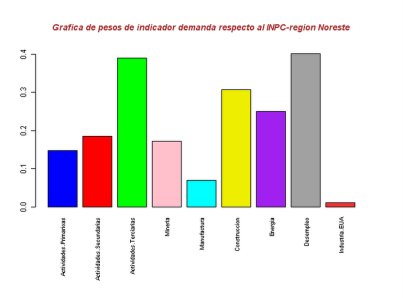 Grafica de pesos de indicador demanda respecto al INPC-region Noreste
0.4
0.3
0.2
0.1
0.0
Actividades.Primarias
Actividades.Secundarias
Actividades.Terciarias
Mineria
Manufactura
Construccion
Energia
Desempleo
Industria.EUA